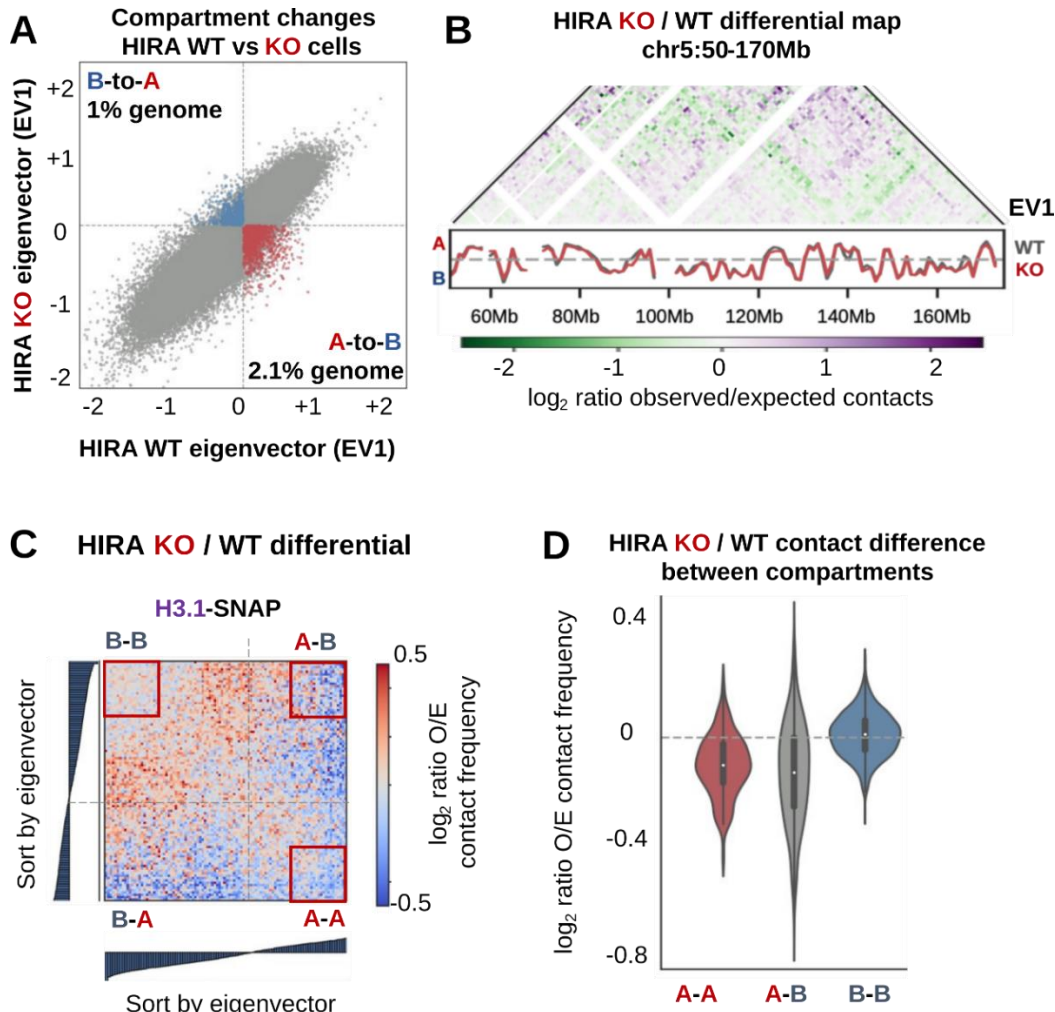 A
Compartment changes
HIRA WT vs KO cells
B-to-A
1% genome
A-to-B
2.1% genome
HIRA KO eigenvector (EV1)
+2
+1
0
-1
-2
-2 -1 0 +1 +2
HIRA WT eigenvector (EV1)
B
HIRA KO / WT differential map
chr5:50-170Mb
EV1
A
B
WT
KO
60Mb 80Mb 100Mb 120Mb 140Mb 160Mb
-2 -1 0 1 2
log₂ ratio observed/expected contacts
C
HIRA KO / WT differential
H3.1-SNAP
B-B A-B
B-A A-A
Sort by eigenvector
Sort by eigenvector
0.5
-0.5
log₂ ratio O/E
contact frequency
D
HIRA KO / WT contact difference
between compartments
log₂ ratio O/E contact frequency
0.4
0
-0.4
-0.8
A-A A-B B-B